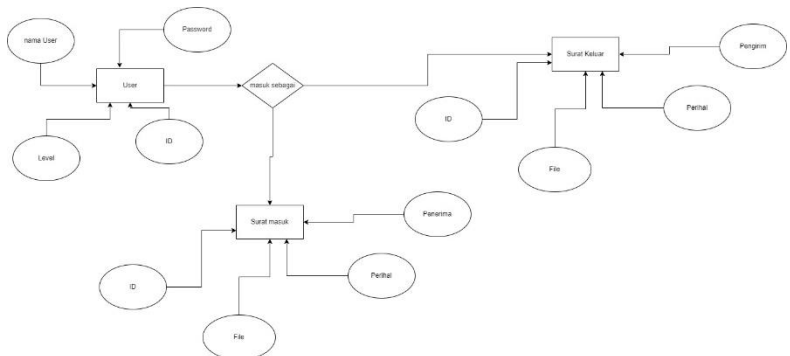 nama User
Password
User
masuk sebagai
Surat Keluar
Pengirim
Level
ID
ID
Perihal
File
Surat masuk
Penerima
ID
Perihal
File